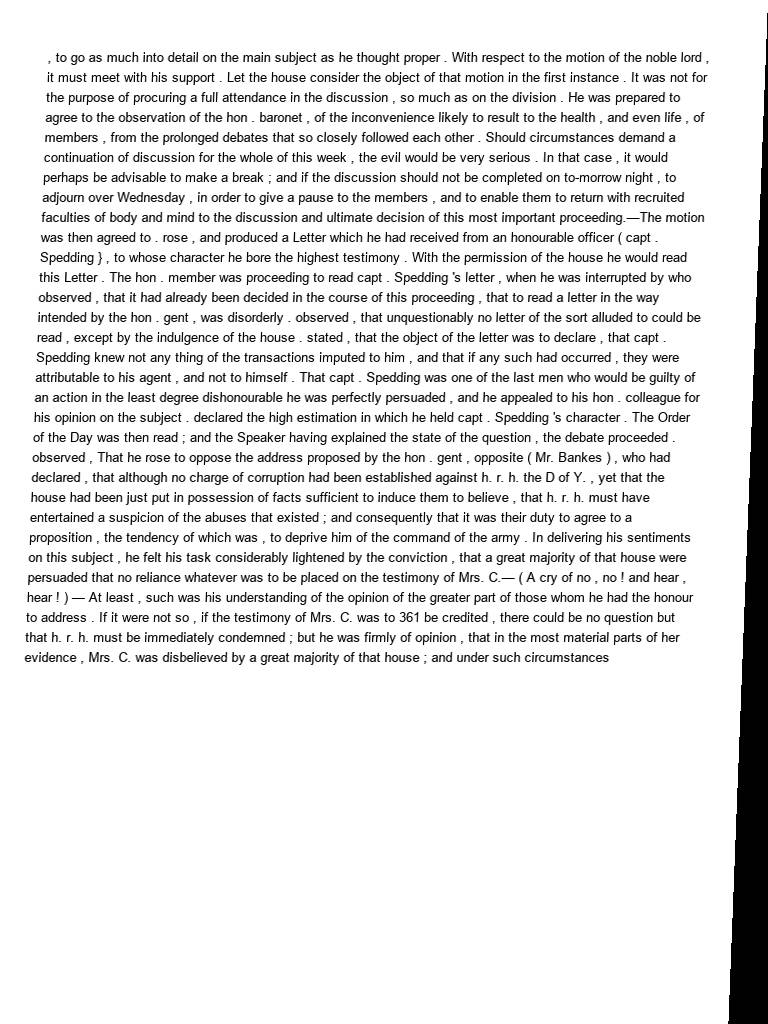 , to go as much into detail on the main subject as he thought proper . With respect to the motion of the noble lord ,
it must meet with his support . Let the house consider the object of that motion in the first instance . It was not for
the purpose of procuring a full attendance in the discussion , so much as on the division . He was prepared to
agree to the observation of the hon . baronet , of the inconvenience likely to result to the health , and even life , of
members , from the prolonged debates that so closely followed each other . Should circumstances demand a
continuation of discussion for the whole of this week , the evil would be very serious . In that case , it would
perhaps be advisable to make a break ; and if the discussion should not be completed on to-morrow night , to
adjourn over Wednesday , in order to give a pause to the members , and to enable them to return with recruited
faculties of body and mind to the discussion and ultimate decision of this most important proceeding.—The motion
was then agreed to . rose , and produced a Letter which he had received from an honourable officer ( capt .
Spedding } , to whose character he bore the highest testimony . With the permission of the house he would read
this Letter . The hon . member was proceeding to read capt . Spedding 's letter , when he was interrupted by who
observed , that it had already been decided in the course of this proceeding , that to read a letter in the way
intended by the hon . gent , was disorderly . observed , that unquestionably no letter of the sort alluded to could be
read , except by the indulgence of the house . stated , that the object of the letter was to declare , that capt .
Spedding knew not any thing of the transactions imputed to him , and that if any such had occurred , they were
attributable to his agent , and not to himself . That capt . Spedding was one of the last men who would be guilty of
an action in the least degree dishonourable he was perfectly persuaded , and he appealed to his hon . colleague for
his opinion on the subject . declared the high estimation in which he held capt . Spedding 's character . The Order
of the Day was then read ; and the Speaker having explained the state of the question , the debate proceeded .
observed , That he rose to oppose the address proposed by the hon . gent , opposite ( Mr. Bankes ) , who had
declared , that although no charge of corruption had been established against h. r. h. the D of Y. , yet that the
house had been just put in possession of facts sufficient to induce them to believe , that h. r. h. must have
entertained a suspicion of the abuses that existed ; and consequently that it was their duty to agree to a
proposition , the tendency of which was , to deprive him of the command of the army . In delivering his sentiments
on this subject , he felt his task considerably lightened by the conviction , that a great majority of that house were
persuaded that no reliance whatever was to be placed on the testimony of Mrs. C.— ( A cry of no , no ! and hear ,
hear ! ) — At least , such was his understanding of the opinion of the greater part of those whom he had the honour
to address . If it were not so , if the testimony of Mrs. C. was to 361 be credited , there could be no question but
that h. r. h. must be immediately condemned ; but he was firmly of opinion , that in the most material parts of her
evidence , Mrs. C. was disbelieved by a great majority of that house ; and under such circumstances